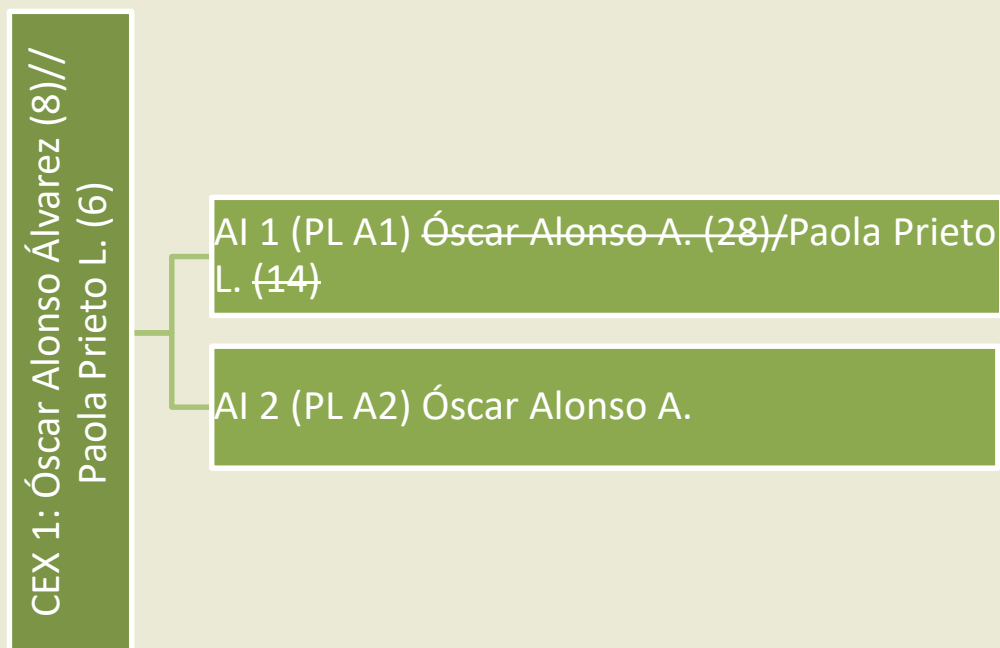 CEX 1: Óscar Alonso Álvarez (8)//
Paola Prieto L. (6)
AI 1 (PL A1) Óscar Alonso A. (28)/Paola Prieto
L. (14)
AI 2 (PL A2) Óscar Alonso A.